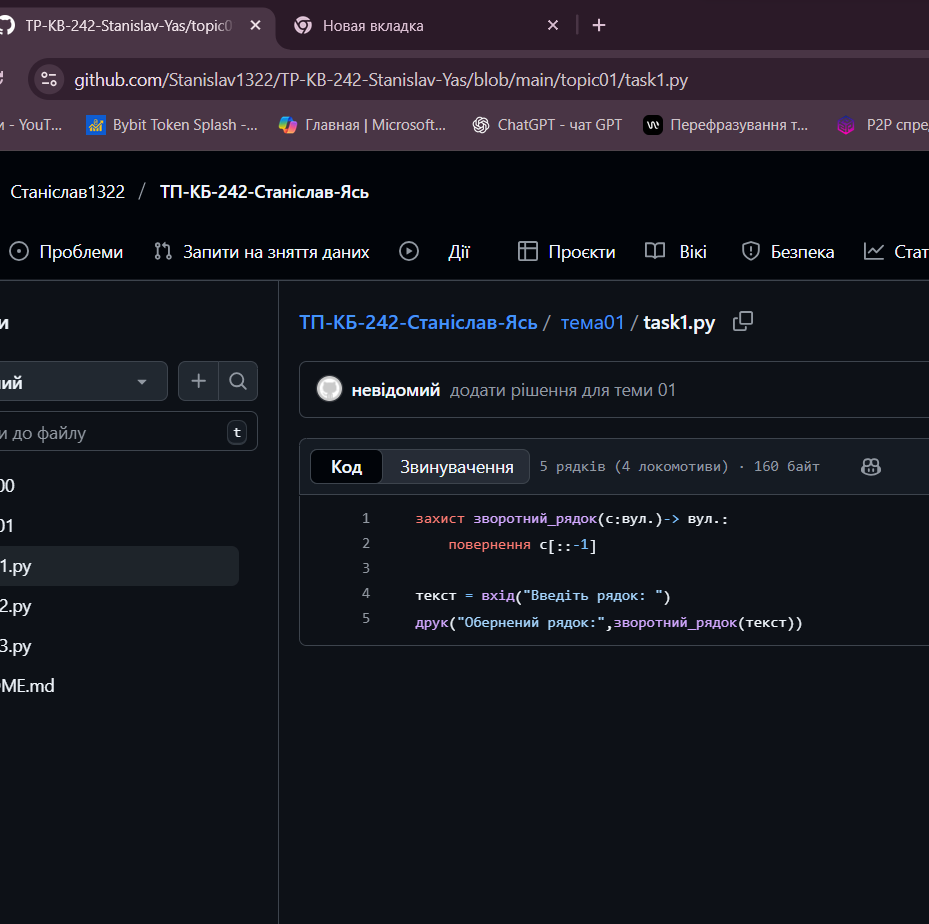 TP-KB-242-Stanislav-Yas/topic0
Новая вкладка
github.com/Stanislav1322/TP-KB-242-Stanislav-Yas/blob/main/topic01/task1.py
и - YouT...
Bybit Token Splash -...
Главная | Microsoft...
ChatGPT - чат GPT
Перефразування т...
P2P спре
Станіслав1322 / ТП-КБ-242-Станіслав-Ясь
Проблеми
Запити на зняття даних
Дії
Проєкти
Вікі
Безпека
Стат
и
ний
и до файлу
t
00
01
1.py
2.py
3.py
ME.md
ТП-КБ-242-Станіслав-Ясь / тема01 / task1.py
невідомий додати рішення для теми 01
Код
Звинувачення
5 рядків (4 локомотиви) · 160 байт
1 захист зворотний_рядок(с:вул.)-> вул.:
2 повернення с[::-1]
3
4 текст = вхід("Введіть рядок: ")
5 друк("Обернений рядок:",зворотний_рядок(текст))